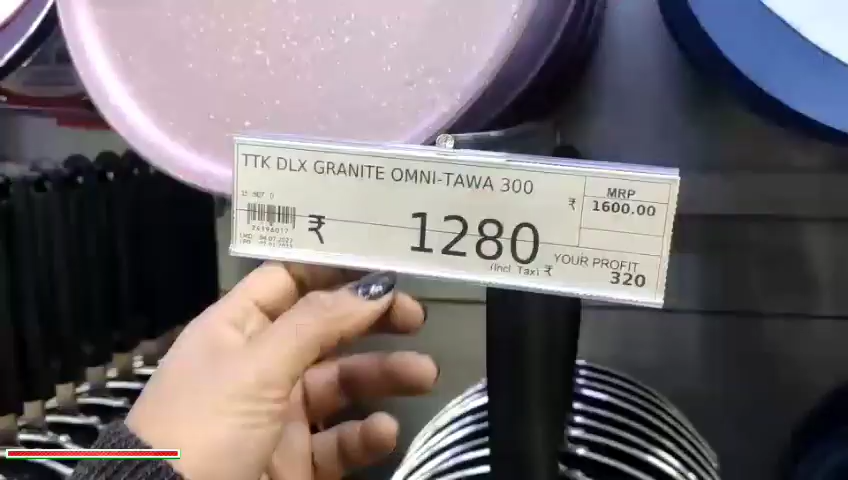 TTK DLX GRANITE OMNI-TAWA 300
MRP
₹ 1600.00
₹ 1280
(Incl. Tax)
YOUR PROFIT
₹ 320